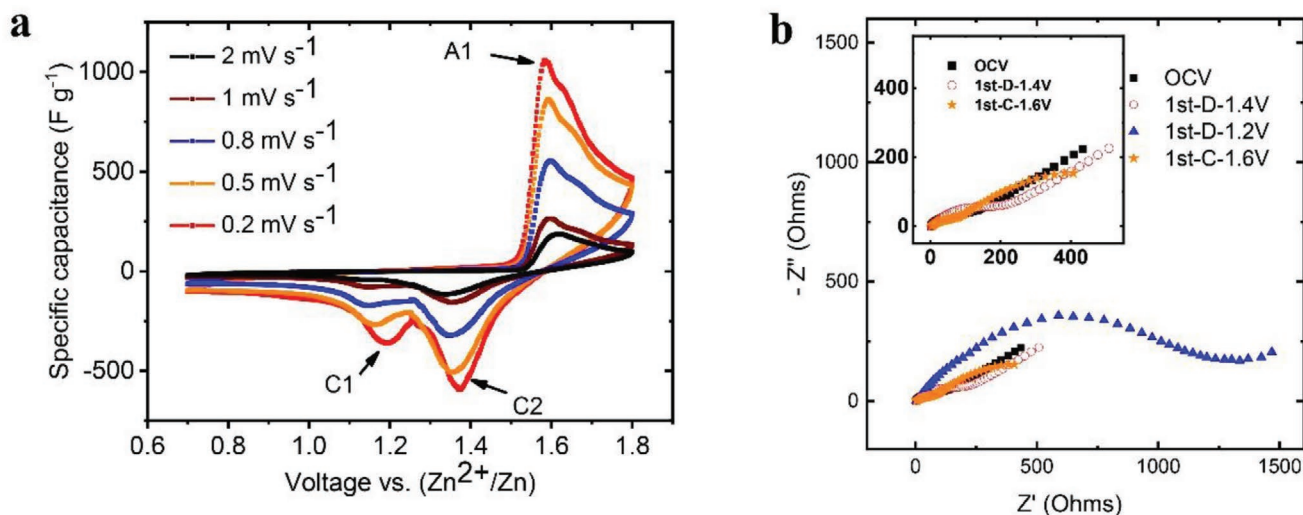 a
Specific capacitance (F g⁻¹)
1000
500
0
-500
2 mV s⁻¹
1 mV s⁻¹
0.8 mV s⁻¹
0.5 mV s⁻¹
0.2 mV s⁻¹
A1
C1
C2
0.6 0.8 1.0 1.2 1.4 1.6 1.8
Voltage vs. (Zn²⁺/Zn)
b
- Z'' (Ohms)
1500
1000
500
0
400
200
0
OCV
1st-D-1.4V
1st-C-1.6V
0 200 400
OCV
1st-D-1.4V
1st-D-1.2V
1st-C-1.6V
0 500 1000 1500
Z' (Ohms)